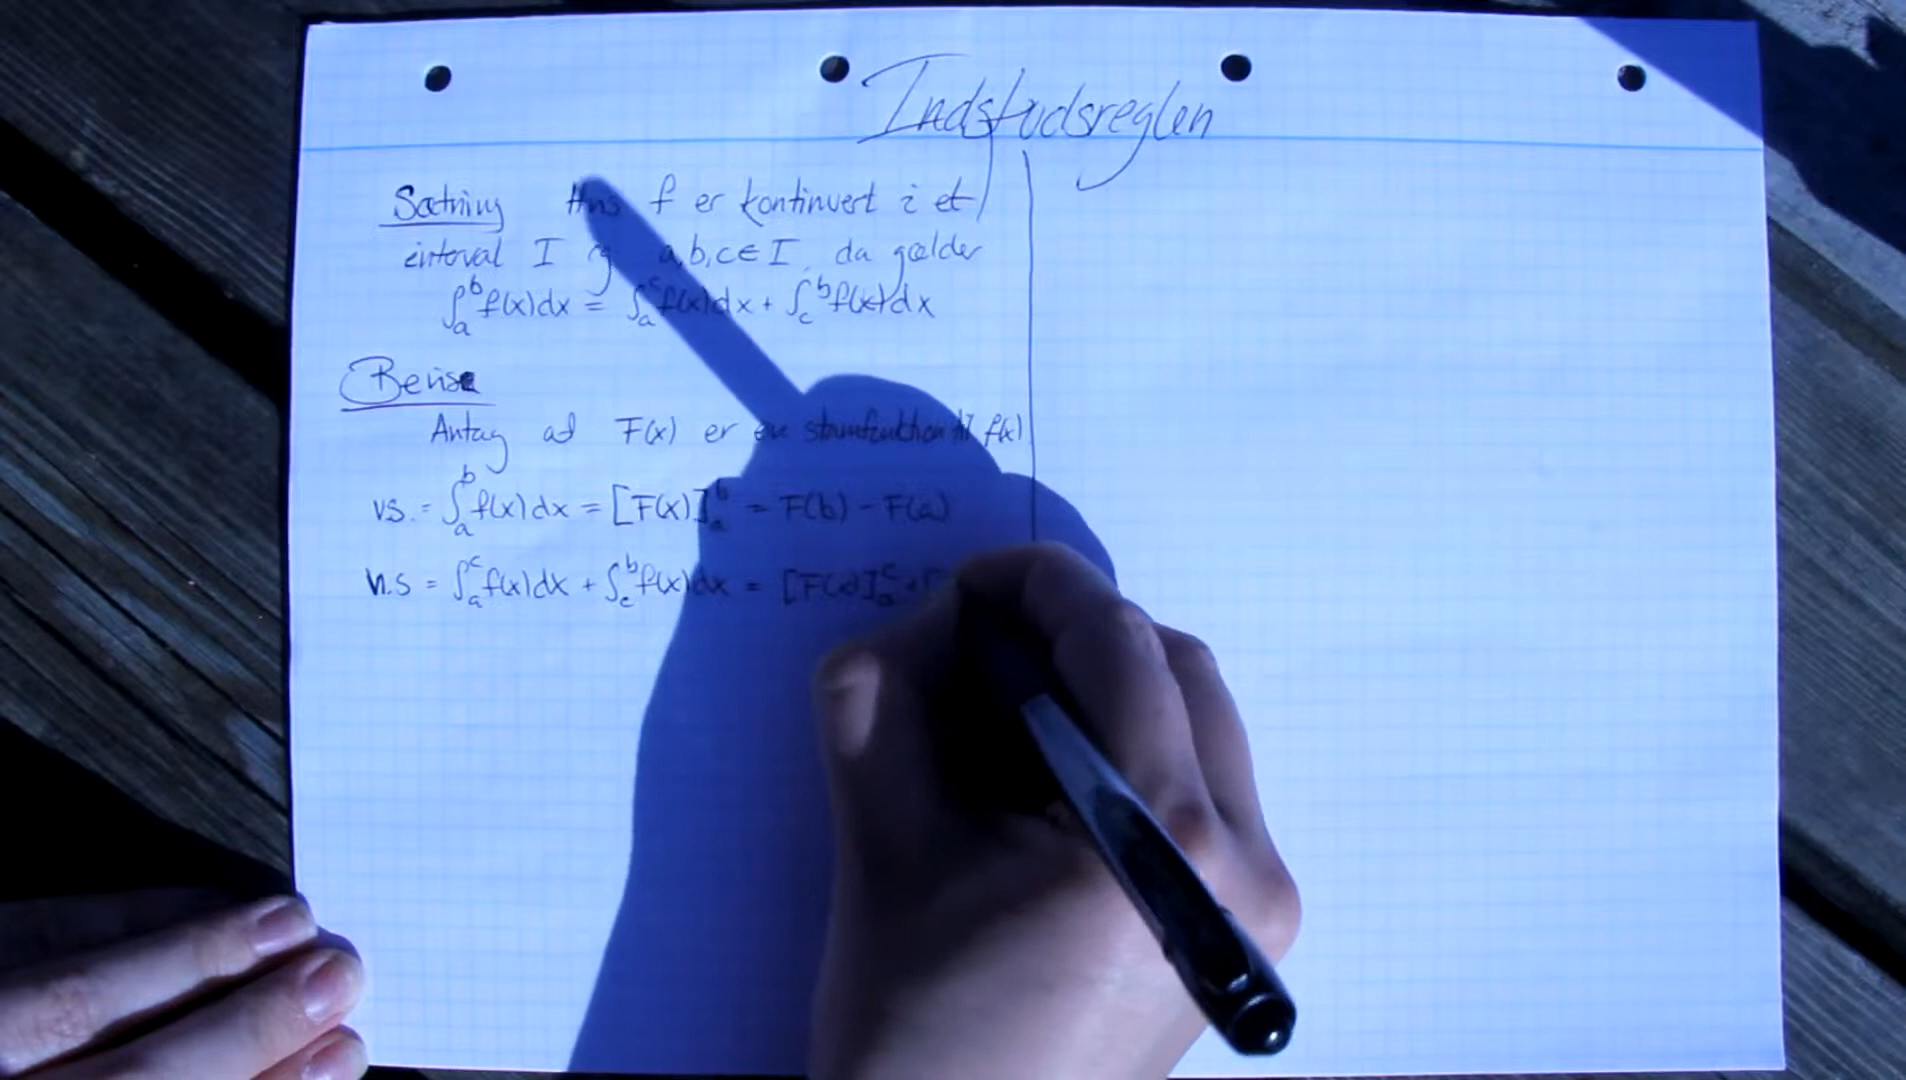 Indskudsreglen
Sætning Hvis f er kontinuert i et
interval I og a,b,c ∈ I, da gælder
∫_a^b f(x)dx = ∫_a^c f(x)dx + ∫_c^b f(x)dx
Bevis
Antag at F(x) er en stamfunktion til f(x)
v.s. = ∫_a^b f(x)dx = [F(x)]_a^b = F(b) - F(a)
h.s = ∫_a^c f(x)dx + ∫_c^b f(x)dx = [F(x)]_a^c + [